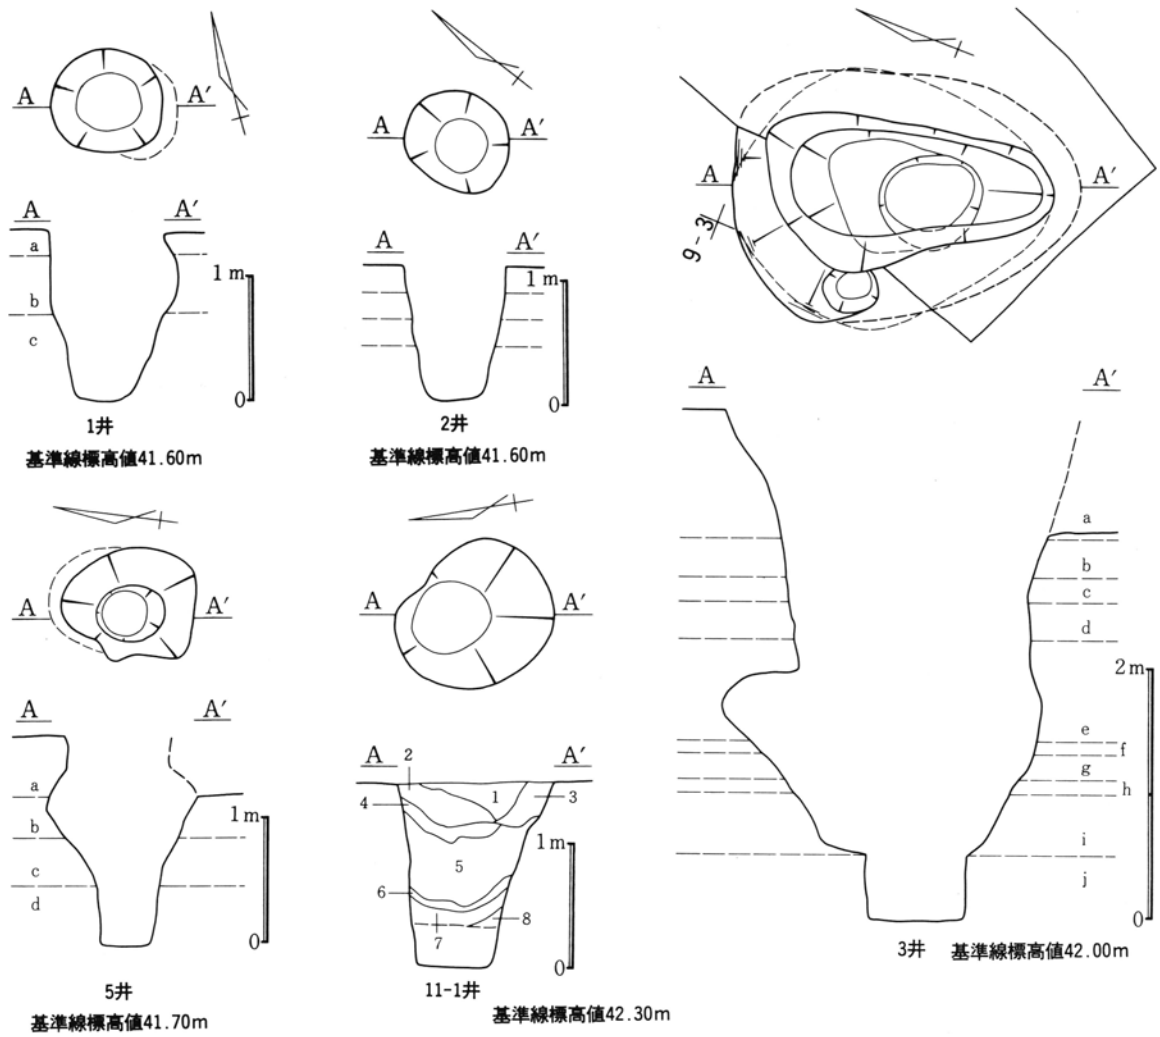 A A′
A A′
a
b
c
1m
0
1井
基準線標高値41.60m
A A′
A A′
1m
0
2井
基準線標高値41.60m
A A′
9-3
A A′
a
b
c
d
e
f
g
h
i
j
2m
0
3井 基準線標高値42.00m
A A′
A A′
a
b
c
d
1m
0
5井
基準線標高値41.70m
A A′
A A′
2
1
3
4
5
6
8
7
1m
0
11-1井
基準線標高値42.30m